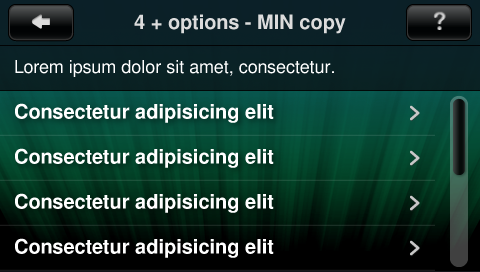 4 + options - MIN copy
?
Lorem ipsum dolor sit amet, consectetur.
Consectetur adipisicing elit
Consectetur adipisicing elit
Consectetur adipisicing elit
Consectetur adipisicing elit